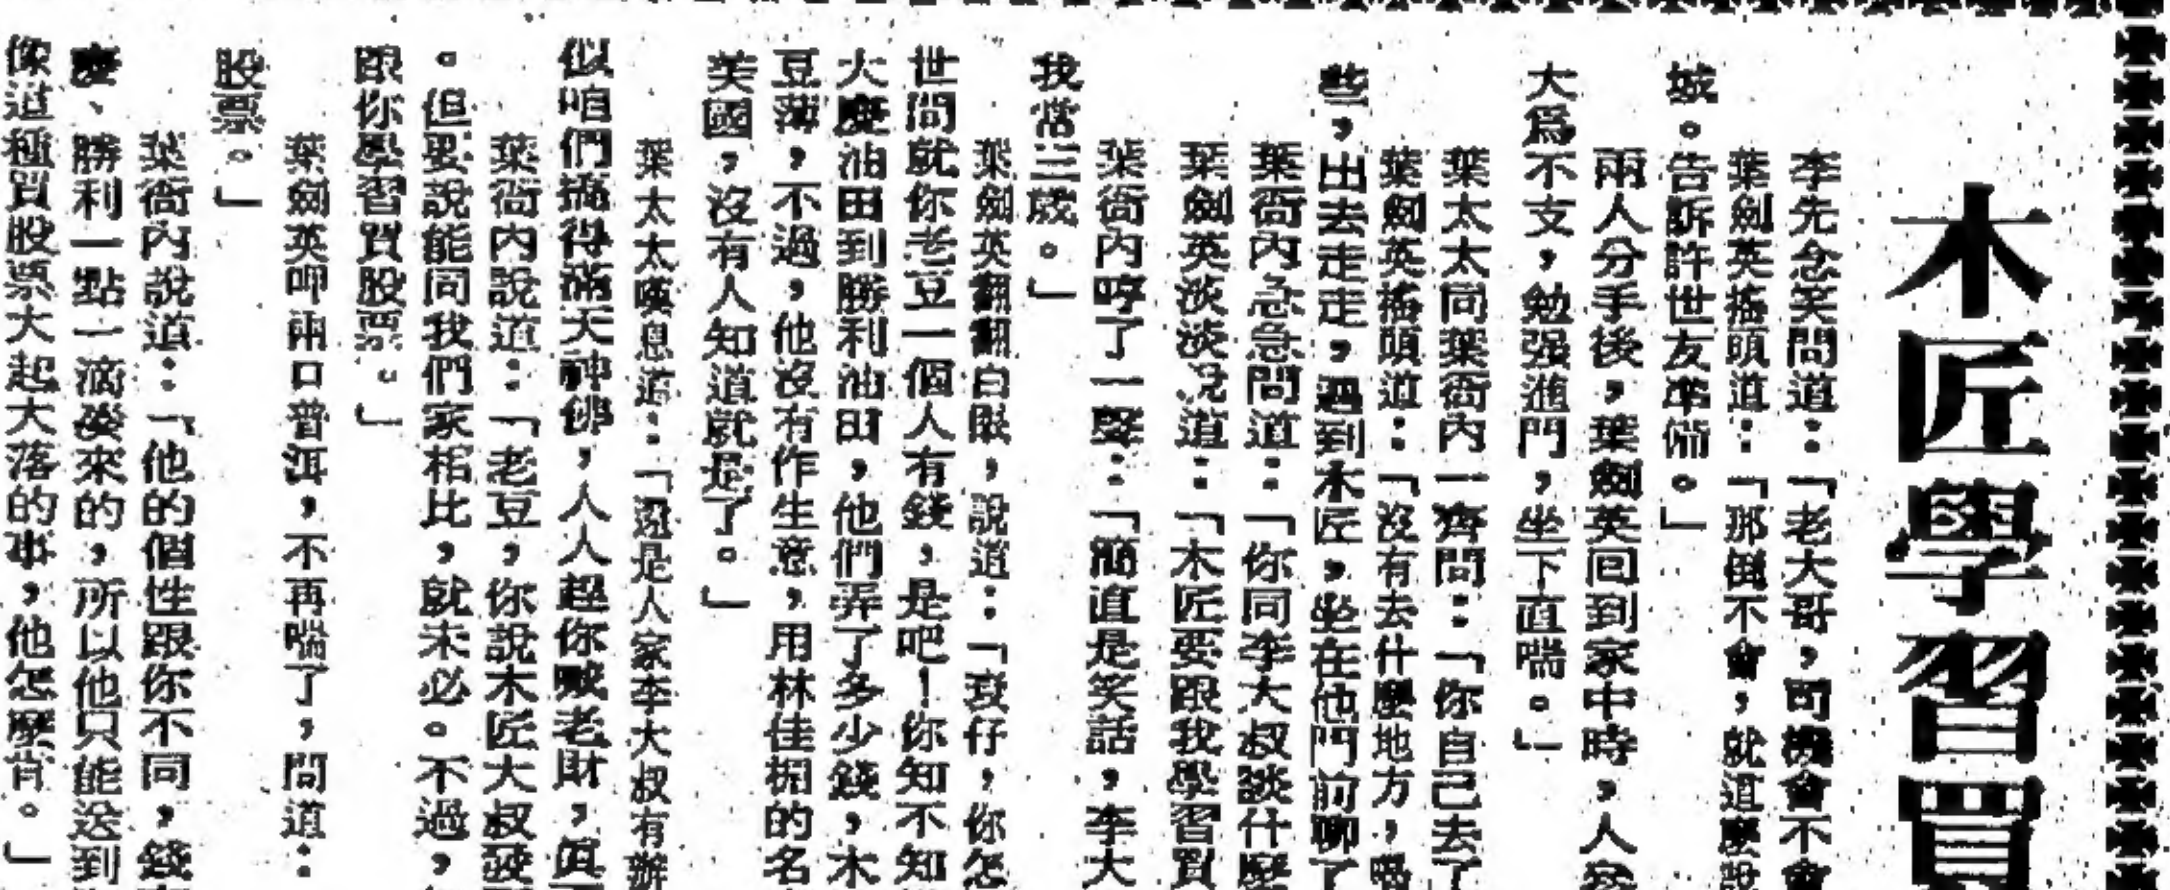 木匠學習買
李先念笑問道：「老大哥，司機會不會
葉劍英搖頭道：「那倒不會，就這麼說
城。告訴許世友準備。」
兩人分手後，葉劍英回到家中時，人容
大爲不支，勉强進門，坐下直喘。」
葉太太同葉衙內一齊問：「你自己去了
葉劍英搖頭道：「沒有去什麼地方，喝
些，出去走走，遇到木匠，坐在他門前聊了
葉衙內急急問道：「你同李大叔談什麼
葉劍英淡淡說道：「木匠要跟我學習買
葉衙內哼了一聲：「簡直是笑話，李大
我當三歲。」
葉劍英翻翻白眼，說道：「衰仔，你怎
世間就你老豆一個人有錢，是吧！你知不知
大慶油田到勝利油田，他們弄了多少錢，木
豆薄，不過，他沒有作生意，用林佳楣的名
美國，沒有人知道就是了。」
葉太太嘆息道：「還是人家李大叔有辦
似咱們搞得滿天神佛，人人趕你喊老財，真
葉衙內說道：「老豆，你說木匠大叔發
。但要說能同我們家相比，就未必。不過，
跟你學習買股票。」
葉劍英呷兩口普洱，不再喘了，問道：
股票。」
葉衙內說道：「他的個性跟你不同，錢
慶、勝利一點一滴發來的，所以他只能送到
像這種買股票大起大落的事，他怎麼肯。」